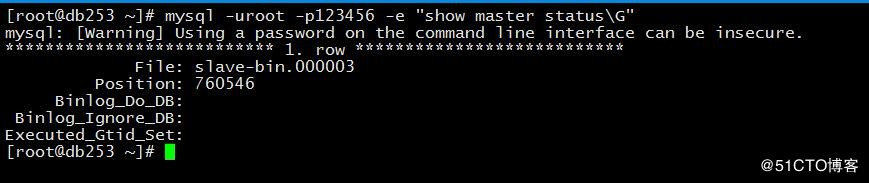 [root@db253 ~]# mysql -uroot -p123456 -e "show master status\G"
mysql: [Warning] Using a password on the command line interface can be insecure.
*************************** 1. row ***************************
File: slave-bin.000003
Position: 760546
Binlog_Do_DB:
Binlog_Ignore_DB:
Executed_Gtid_Set:
[root@db253 ~]#
@51CTO博客